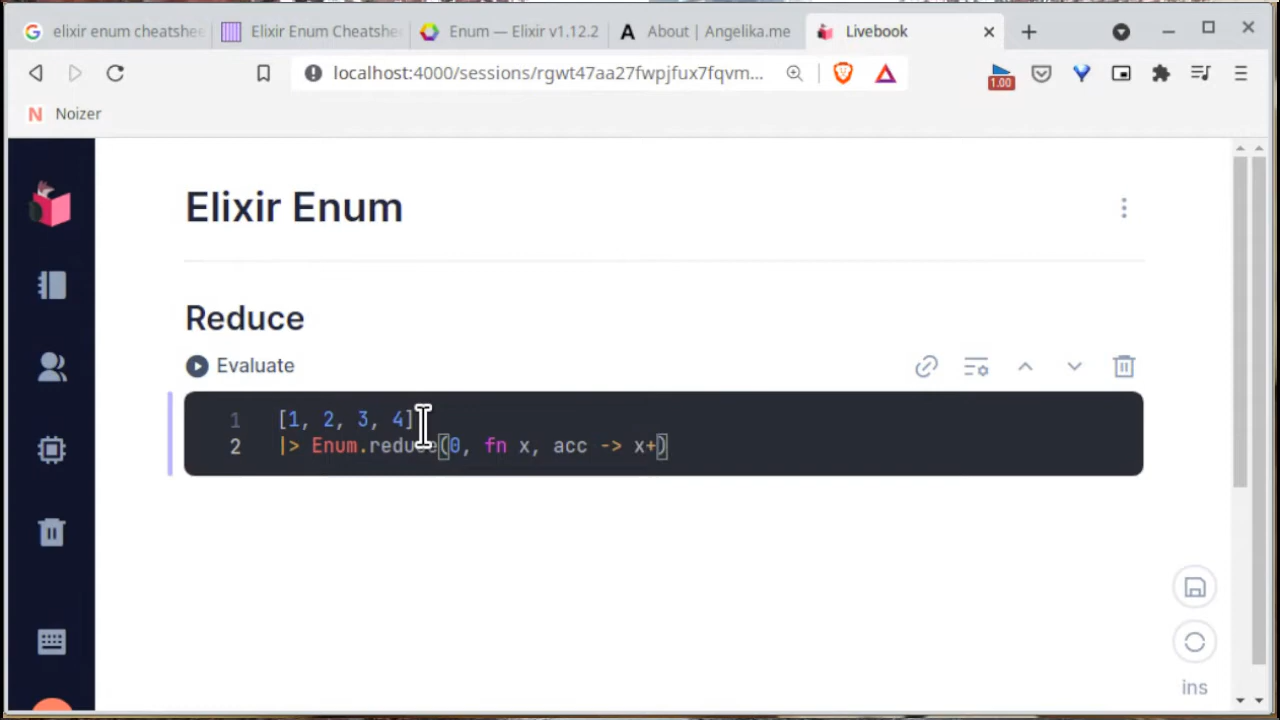 elixir enum cheatshee
Elixir Enum Cheatshe
Enum — Elixir v1.12.2
About | Angelika.me
Livebook
localhost:4000/sessions/rgwt47aa27fwpjfux7fqvm...
1.00
Noizer
Elixir Enum
Reduce
Evaluate
1 [1, 2, 3, 4]
2 |> Enum.reduce(0, fn x, acc -> x+)
ins